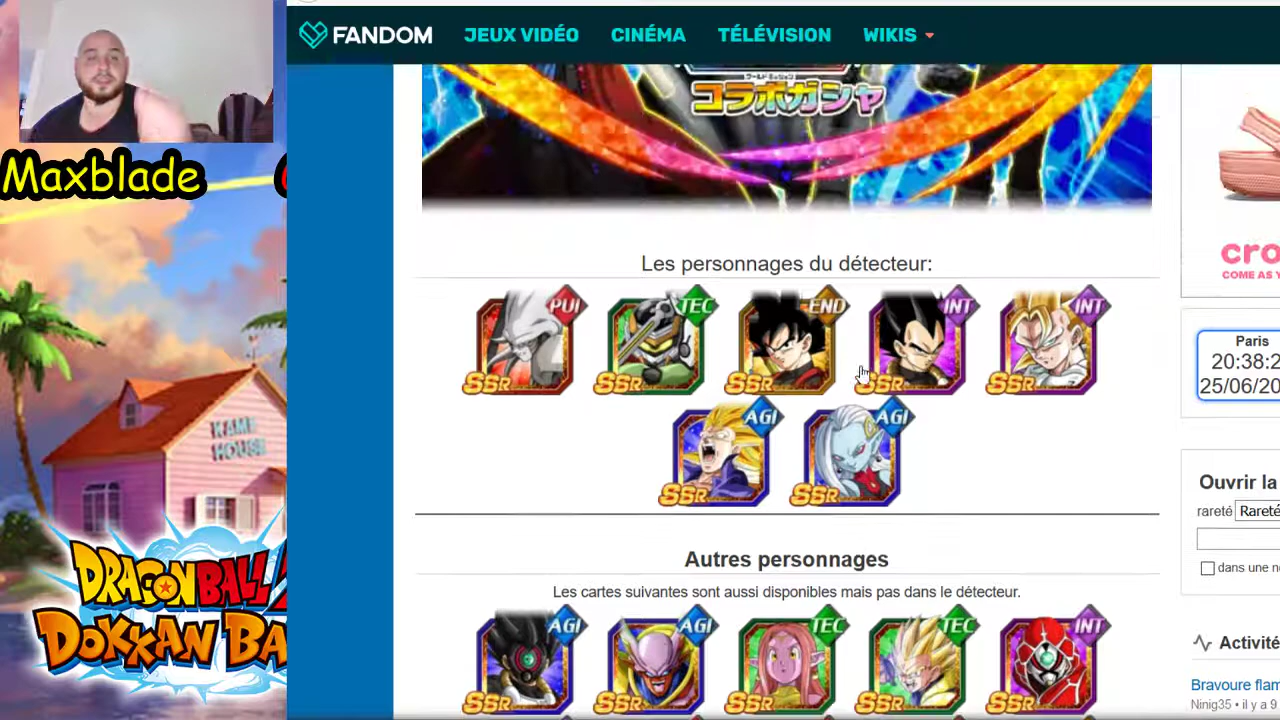 FANDOM JEUX VIDÉO CINÉMA TÉLÉVISION WIKIS
コラボガシャ
Maxblade
Les personnages du détecteur:
PUI TEC END INT INT
SSR SSR SSR SSR SSR
AGI AGI
SSR SSR
Autres personnages
Les cartes suivantes sont aussi disponibles mais pas dans le détecteur.
AGI AGI TEC TEC INT
SSR SSR SSR SSR SSR
cro
COME AS Y
Paris
20:38:2
25/06/20
Ouvrir la
rareté Rareté
dans une no
Activité
Bravoure flam
Ninig35 • il y a 9
KAME
HOUSE
DRAGONBALL
DOKKAN BA